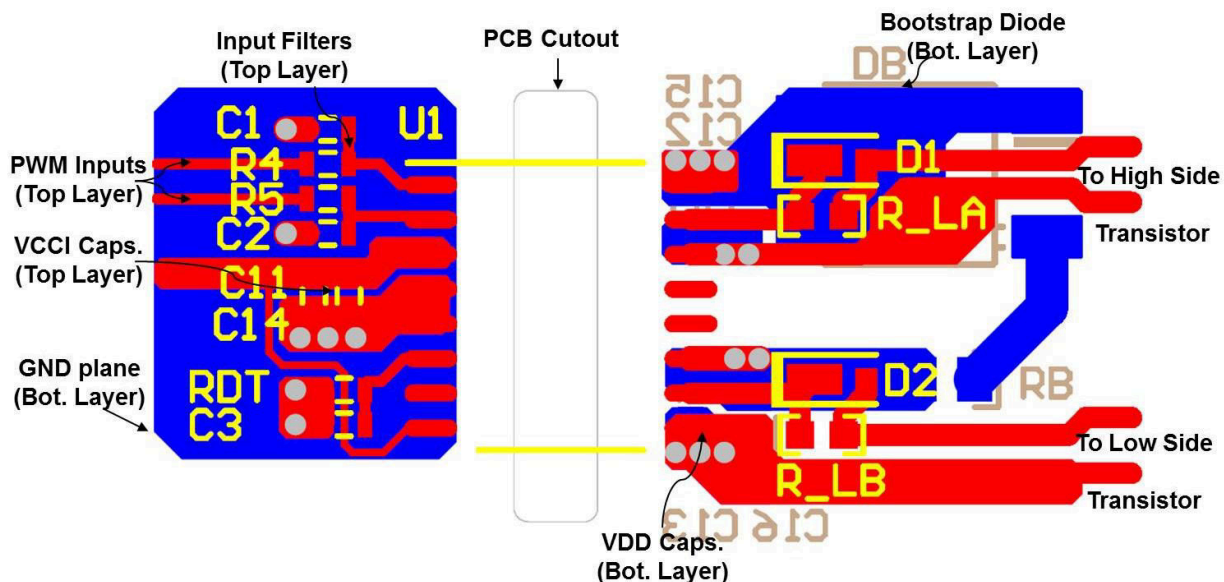 Input Filters
(Top Layer)
PCB Cutout
Bootstrap Diode
(Bot. Layer)
DB
C15
C12
C1
U1
PWM Inputs
(Top Layer)
R4
R5
D1
To High Side
R_LA
Transistor
C2
VCCI Caps.
(Top Layer)
C11
C14
GND plane
(Bot. Layer)
RDT
C3
D2
RB
To Low Side
R_LB
Transistor
C13
C16
VDD Caps.
(Bot. Layer)